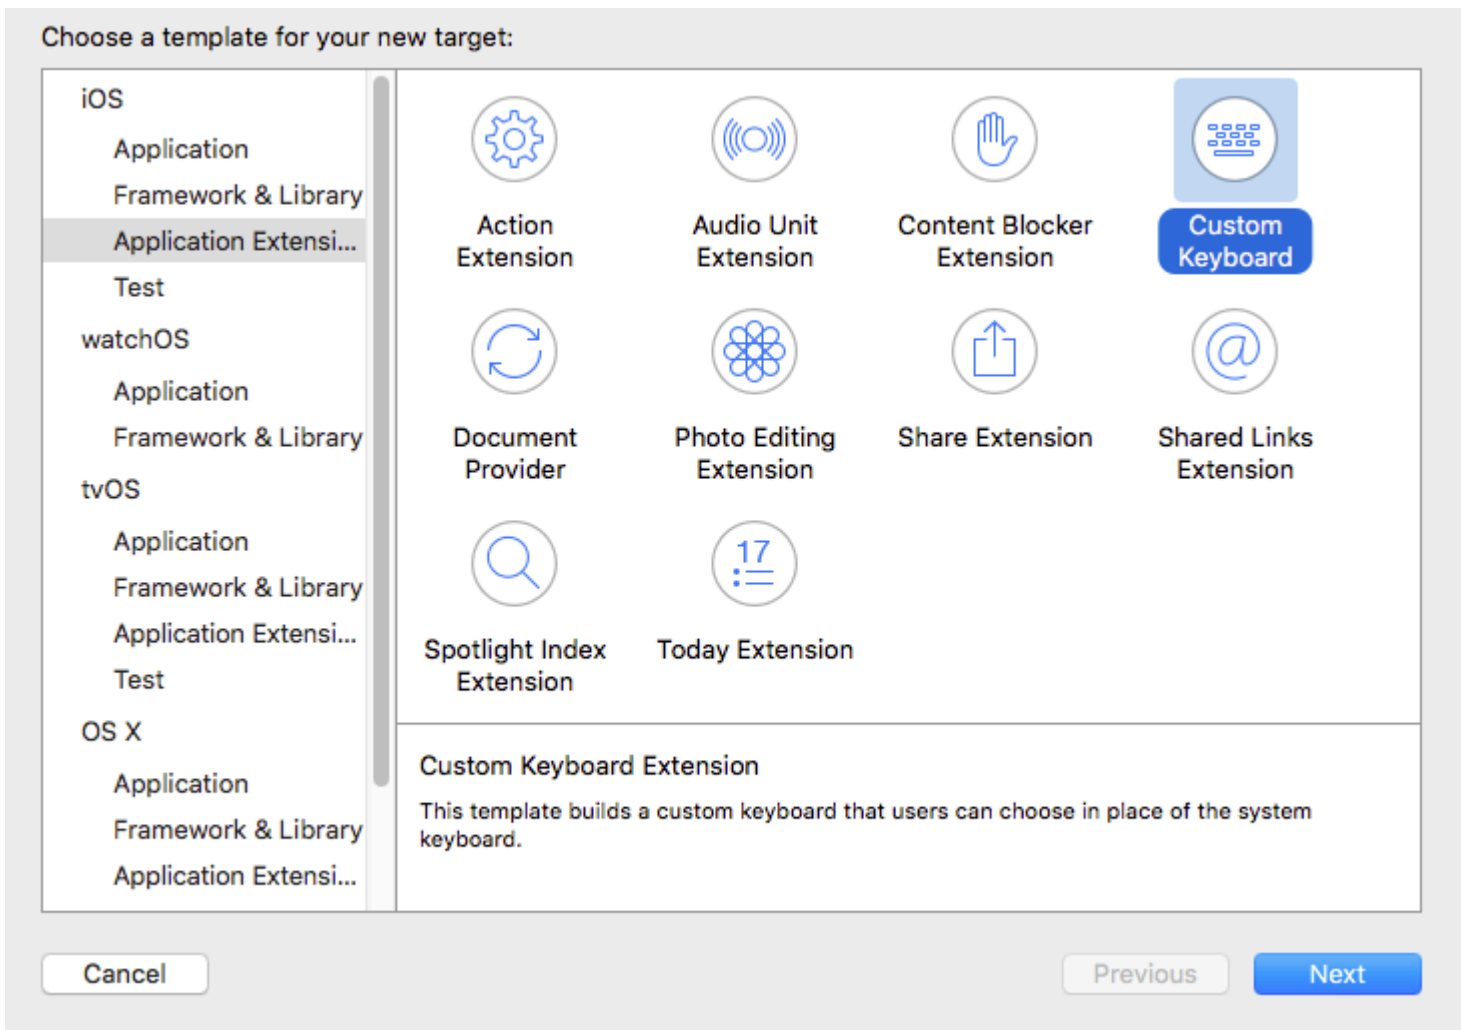 Choose a template for your new target:
iOS
Application
Framework & Library
Application Extensi...
Test
watchOS
Application
Framework & Library
tvOS
Application
Framework & Library
Application Extensi...
Test
OS X
Application
Framework & Library
Application Extensi...
Action
Extension
Audio Unit
Extension
Content Blocker
Extension
Custom
Keyboard
Document
Provider
Photo Editing
Extension
Share Extension
Shared Links
Extension
Spotlight Index
Extension
17
Today Extension
Custom Keyboard Extension
This template builds a custom keyboard that users can choose in place of the system
keyboard.
Cancel
Previous
Next